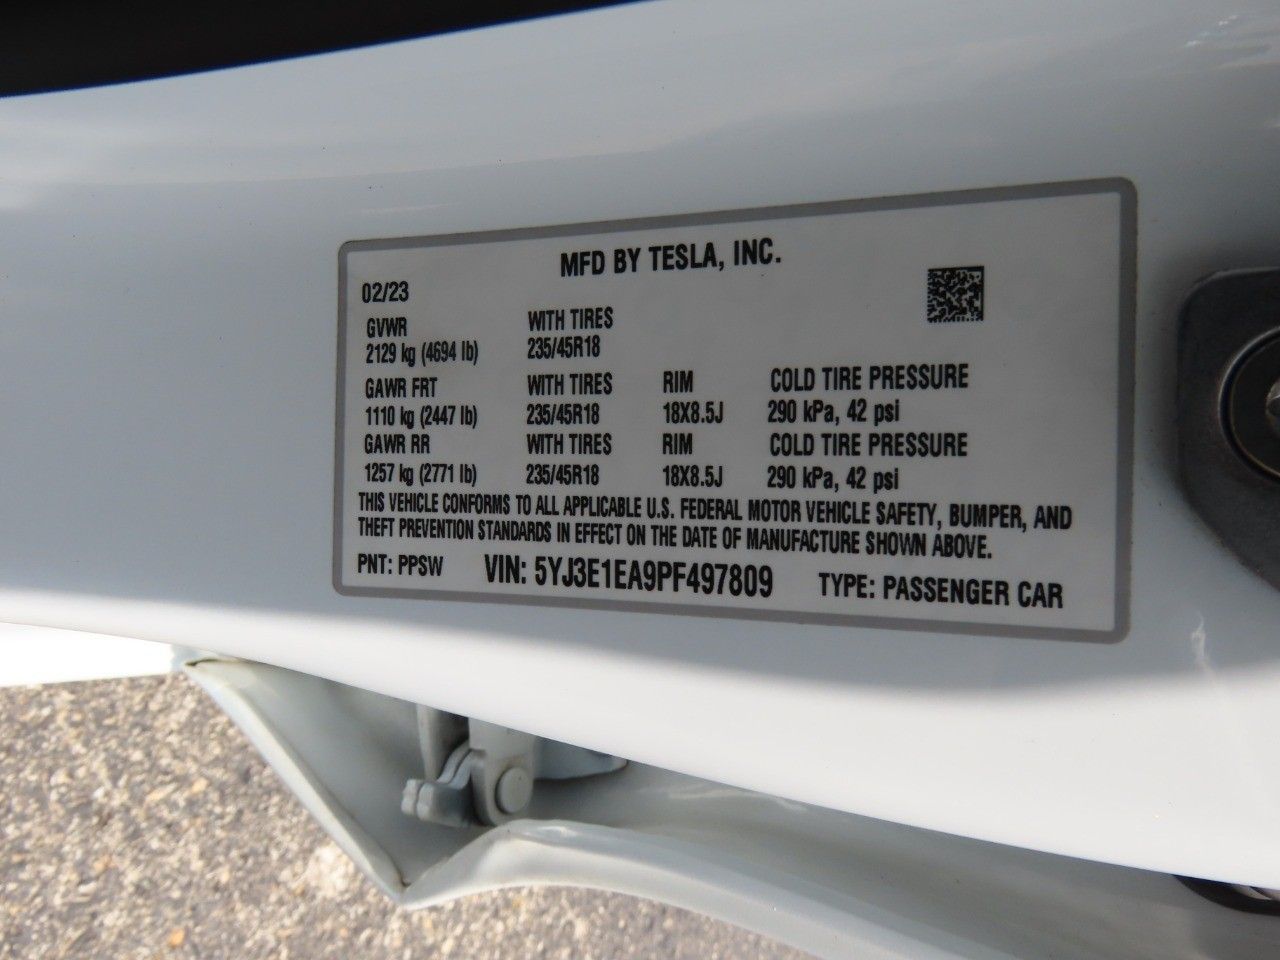 MFD BY TESLA, INC.
02/23
GVWR WITH TIRES
2129 kg (4694 lb) 235/45R18
GAWR FRT WITH TIRES RIM COLD TIRE PRESSURE
1110 kg (2447 lb) 235/45R18 18X8.5J 290 kPa, 42 psi
GAWR RR WITH TIRES RIM COLD TIRE PRESSURE
1257 kg (2771 lb) 235/45R18 18X8.5J 290 kPa, 42 psi
THIS VEHICLE CONFORMS TO ALL APPLICABLE U.S. FEDERAL MOTOR VEHICLE SAFETY, BUMPER, AND
THEFT PREVENTION STANDARDS IN EFFECT ON THE DATE OF MANUFACTURE SHOWN ABOVE.
PNT: PPSW VIN: 5YJ3E1EA9PF497809 TYPE: PASSENGER CAR